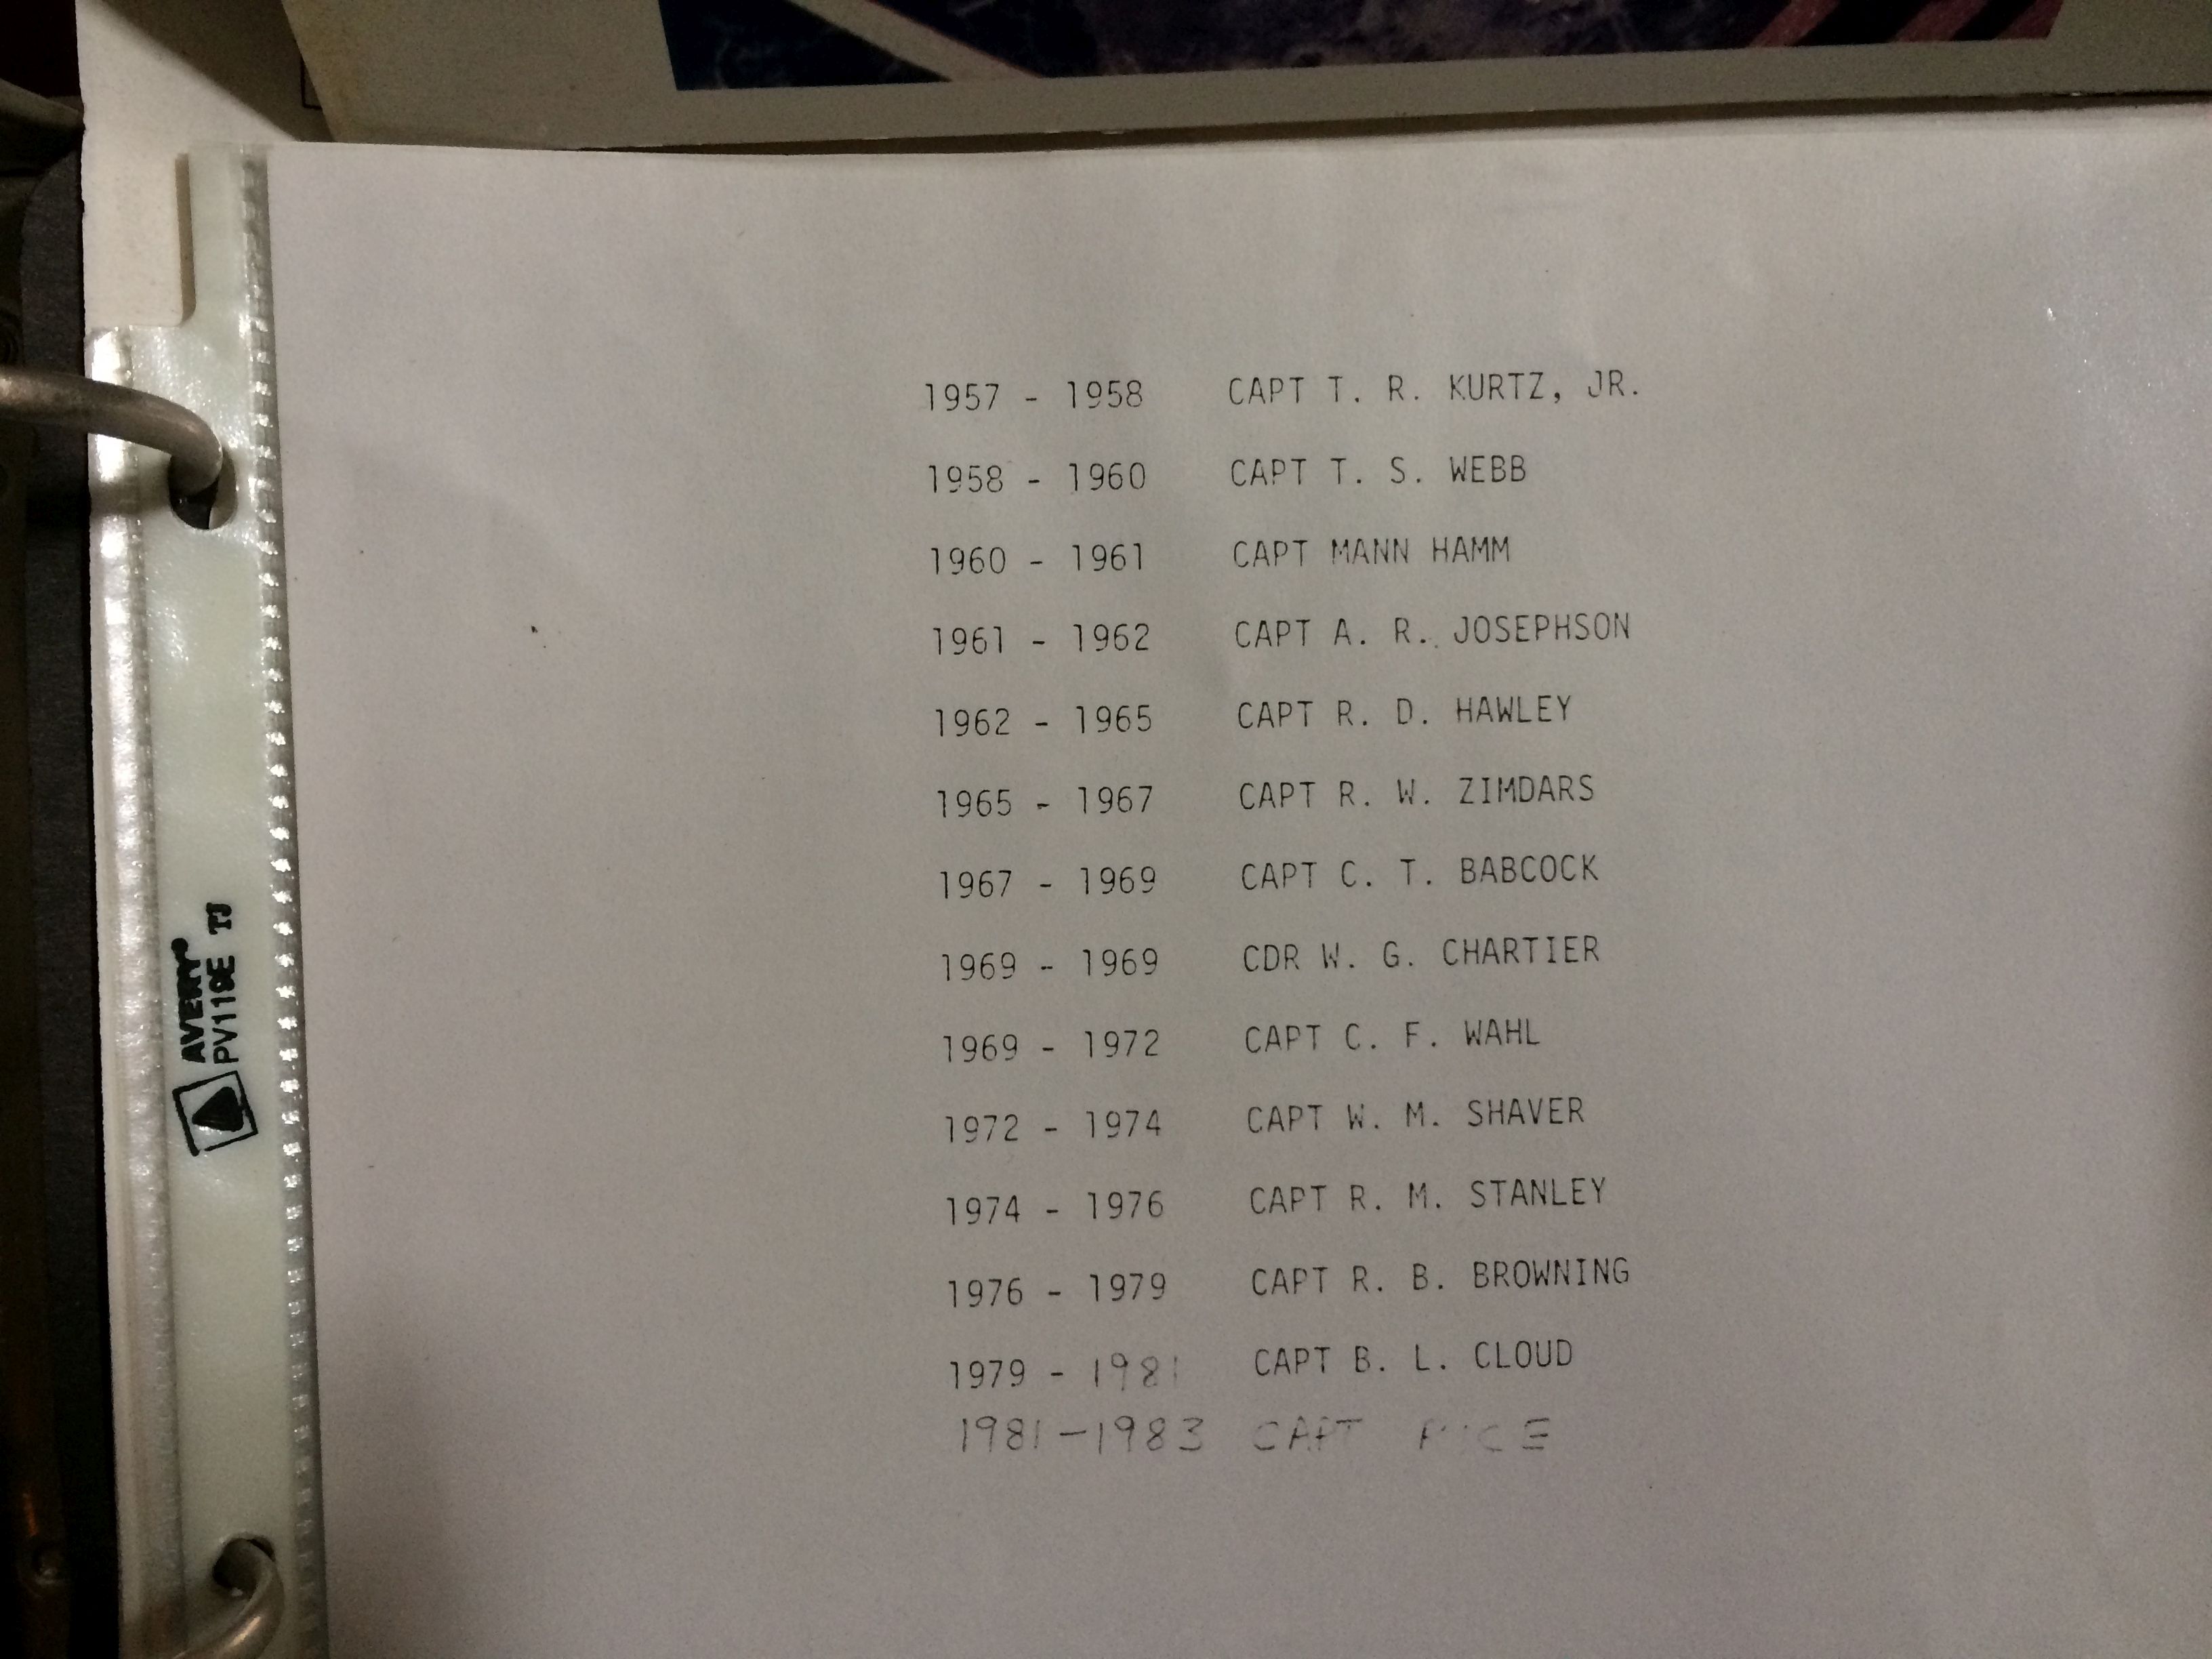 1957 - 1958 CAPT T. R. KURTZ, JR.
1958 - 1960 CAPT T. S. WEBB
1960 - 1961 CAPT MANN HAMM
1961 - 1962 CAPT A. R. JOSEPHSON
1962 - 1965 CAPT R. D. HAWLEY
1965 - 1967 CAPT R. W. ZIMDARS
1967 - 1969 CAPT C. T. BABCOCK
1969 - 1969 CDR W. G. CHARTIER
1969 - 1972 CAPT C. F. WAHL
1972 - 1974 CAPT W. M. SHAVER
1974 - 1976 CAPT R. M. STANLEY
1976 - 1979 CAPT R. B. BROWNING
1979 - 1981 CAPT B. L. CLOUD
1981-1983 CAPT
AVERY®
PV119E TJ